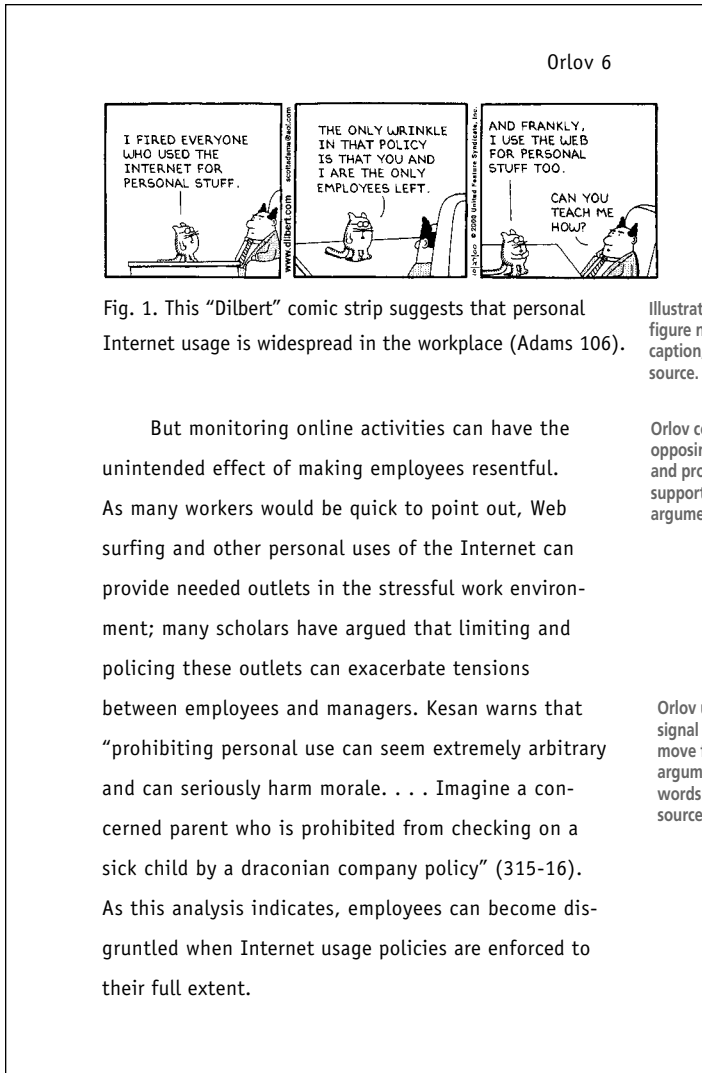 Orlov 6
I FIRED EVERYONE
WHO USED THE
INTERNET FOR
PERSONAL STUFF.
www.dilbert.com
scottadams@aol.com
THE ONLY WRINKLE
IN THAT POLICY
IS THAT YOU AND
I ARE THE ONLY
EMPLOYEES LEFT.
© 2000 United Feature Syndicate, Inc.
AND FRANKLY,
I USE THE WEB
FOR PERSONAL
STUFF TOO.
CAN YOU
TEACH ME
HOW?
Fig. 1. This “Dilbert” comic strip suggests that personal
Internet usage is widespread in the workplace (Adams 106).
Illustrat
figure n
caption,
source.
But monitoring online activities can have the
unintended effect of making employees resentful.
As many workers would be quick to point out, Web
surfing and other personal uses of the Internet can
provide needed outlets in the stressful work environ-
ment; many scholars have argued that limiting and
policing these outlets can exacerbate tensions
between employees and managers. Kesan warns that
“prohibiting personal use can seem extremely arbitrary
and can seriously harm morale. . . . Imagine a con-
cerned parent who is prohibited from checking on a
sick child by a draconian company policy” (315-16).
As this analysis indicates, employees can become dis-
gruntled when Internet usage policies are enforced to
their full extent.
Orlov co
opposin
and pro
support
argume
Orlov u
signal
move f
argum
words
source